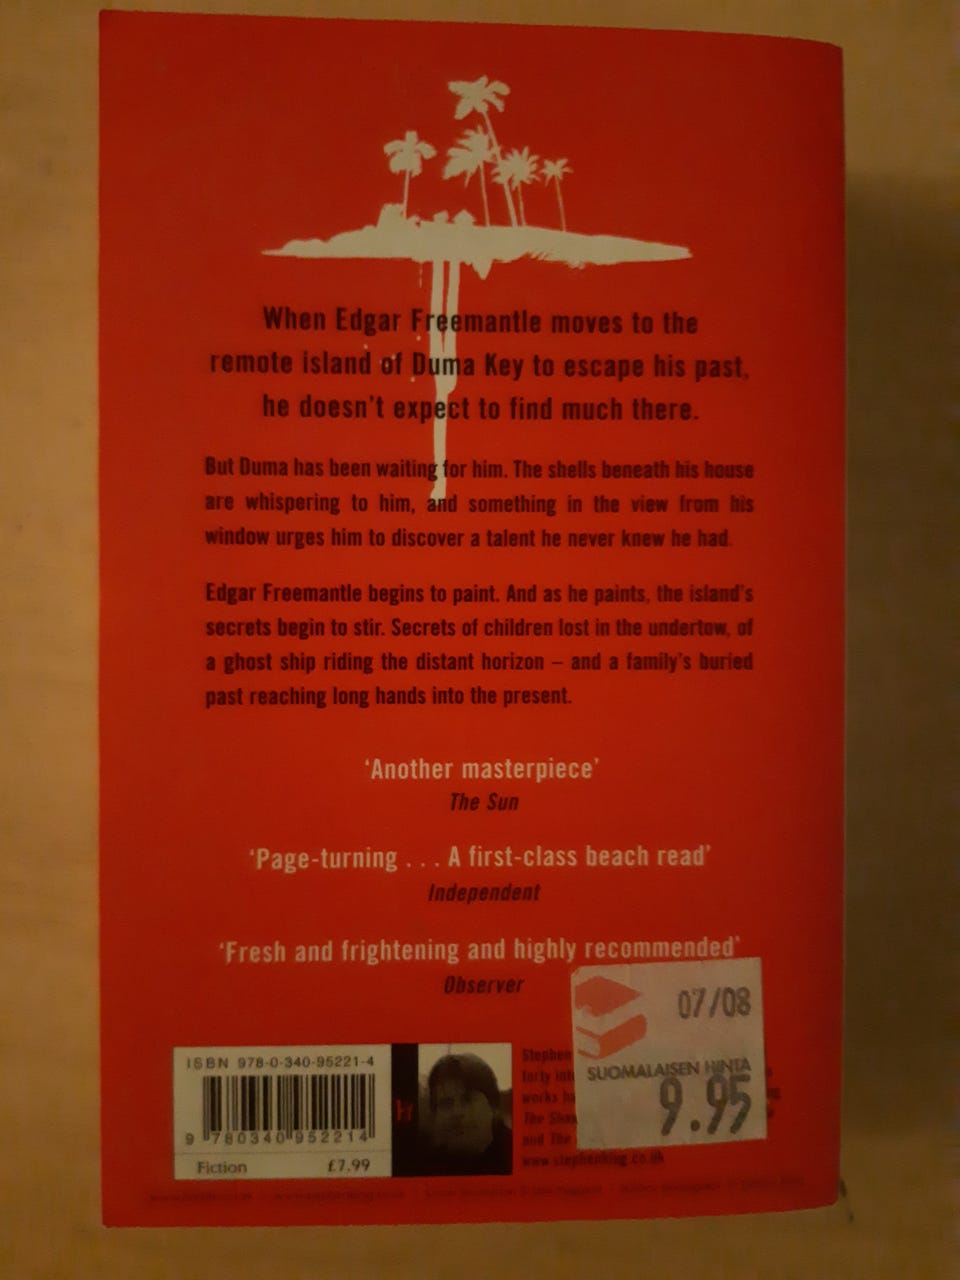 When Edgar Freemantle moves to the
remote island of Duma Key to escape his past,
he doesn't expect to find much there.
But Duma has been waiting for him. The shells beneath his house
are whispering to him, and something in the view from his
window urges him to discover a talent he never knew he had.
Edgar Freemantle begins to paint. And as he paints, the island's
secrets begin to stir. Secrets of children lost in the undertow, of
a ghost ship riding the distant horizon – and a family's buried
past reaching long hands into the present.
'Another masterpiece'
The Sun
'Page-turning . . . A first-class beach read'
Independent
'Fresh and frightening and highly recommended'
Observer
07/08
SUOMALAISEN HINTA
9.95
ISBN 978-0-340-95221-4
9 780340 952214
Fiction £7.99
H
Stephen
forty
works
The
and The
www.stephenking.co.uk